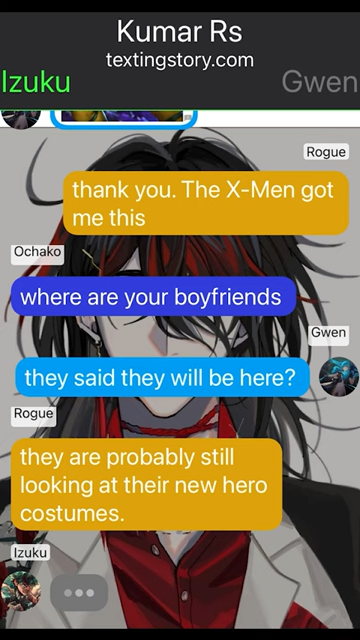 Kumar Rs
textingstory.com
Izuku
Gwen
Rogue
thank you. The X-Men got
me this
Ochako
where are your boyfriends
Gwen
they said they will be here?
Rogue
they are probably still
looking at their new hero
costumes.
Izuku